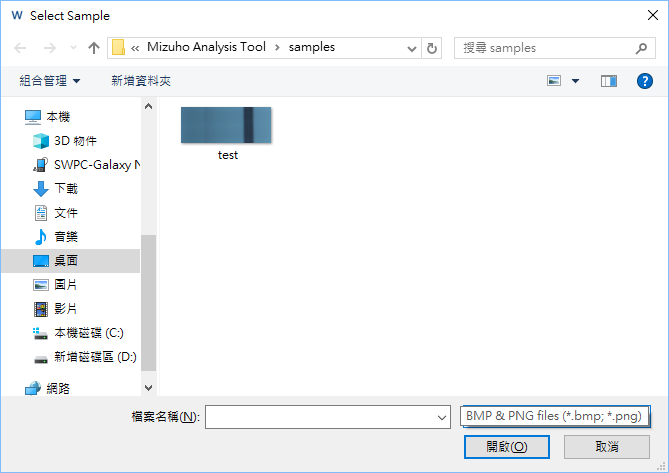 W Select Sample
« Mizuho Analysis Tool › samples
搜尋 samples
組合管理
新增資料夾
?
本機
3D 物件
SWPC-Galaxy N
下載
文件
音樂
桌面
圖片
影片
本機磁碟 (C:)
新增磁碟區 (D:)
網路
test
檔案名稱(N):
BMP & PNG files (*.bmp; *.png)
開啟(O)
取消